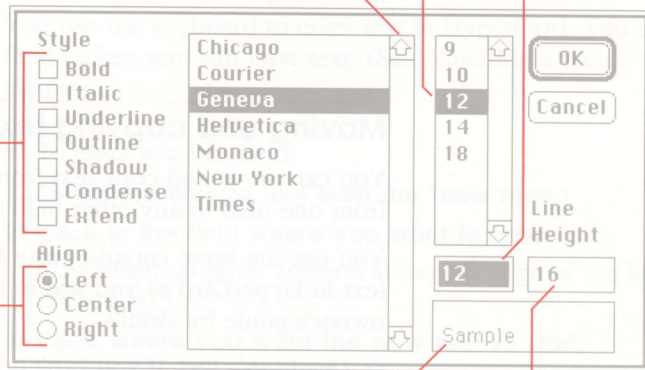 Style
Bold
Italic
Underline
Outline
Shadow
Condense
Extend
Align
Left
Center
Right
Chicago
Courier
Geneva
Helvetica
Monaco
New York
Times
9
10
12
14
18
12
OK
Cancel
Line
Height
16
Sample